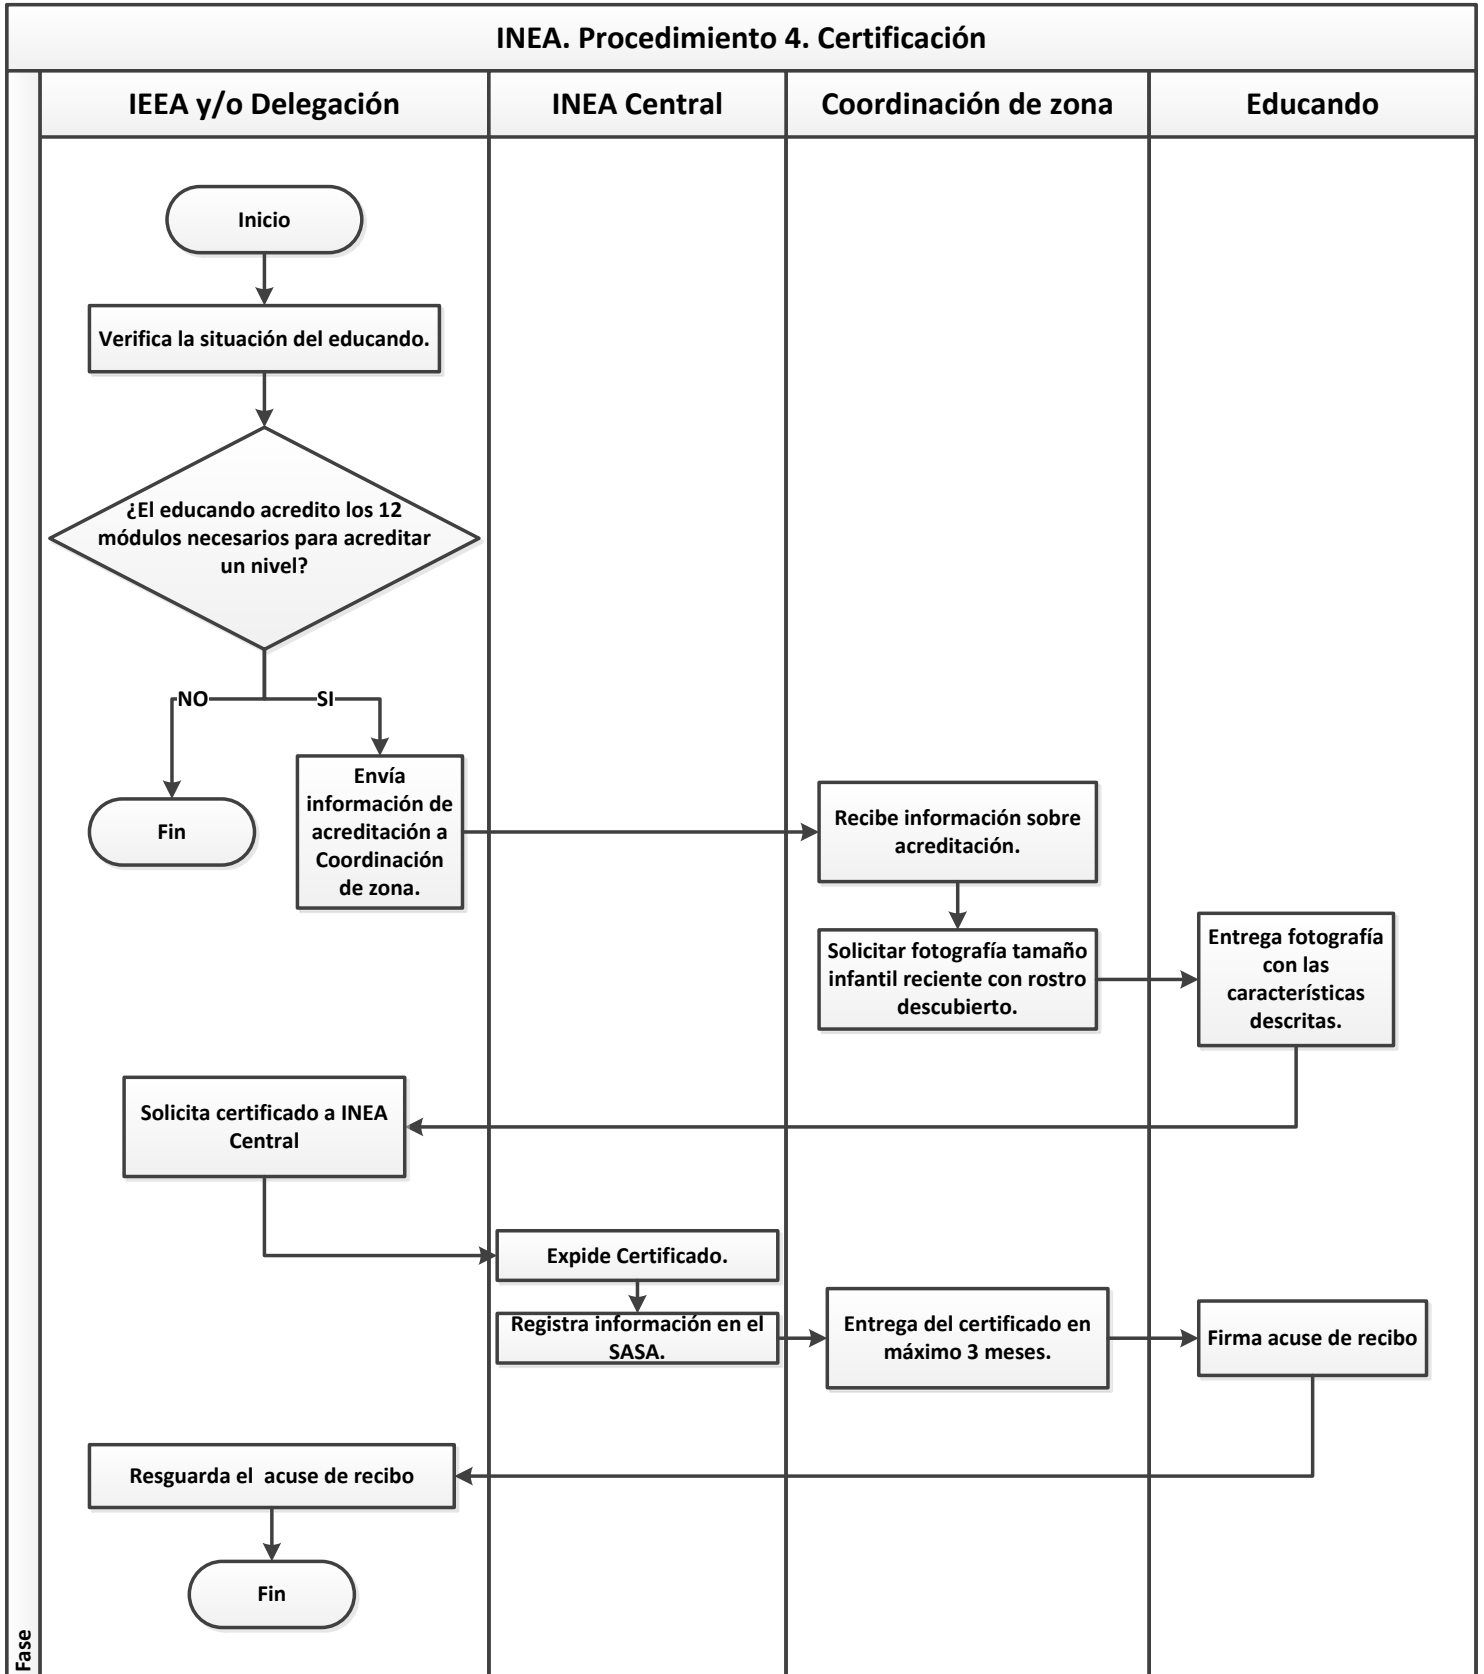 INEA. Procedimiento 4. Certificación
IEEA y/o Delegación
INEA Central
Coordinación de zona
Educando
Inicio
Verifica la situación del educando.
¿El educando acredito los 12
módulos necesarios para acreditar
un nivel?
NO
SI
Envía
información de
acreditación a
Coordinación
de zona.
Fin
Recibe información sobre
acreditación.
Solicitar fotografía tamaño
infantil reciente con rostro
descubierto.
Entrega fotografía
con las
características
descritas.
Solicita certificado a INEA
Central
Expide Certificado.
Registra información en el
SASA.
Entrega del certificado en
máximo 3 meses.
Firma acuse de recibo
Resguarda el  acuse de recibo
Fin
Fase